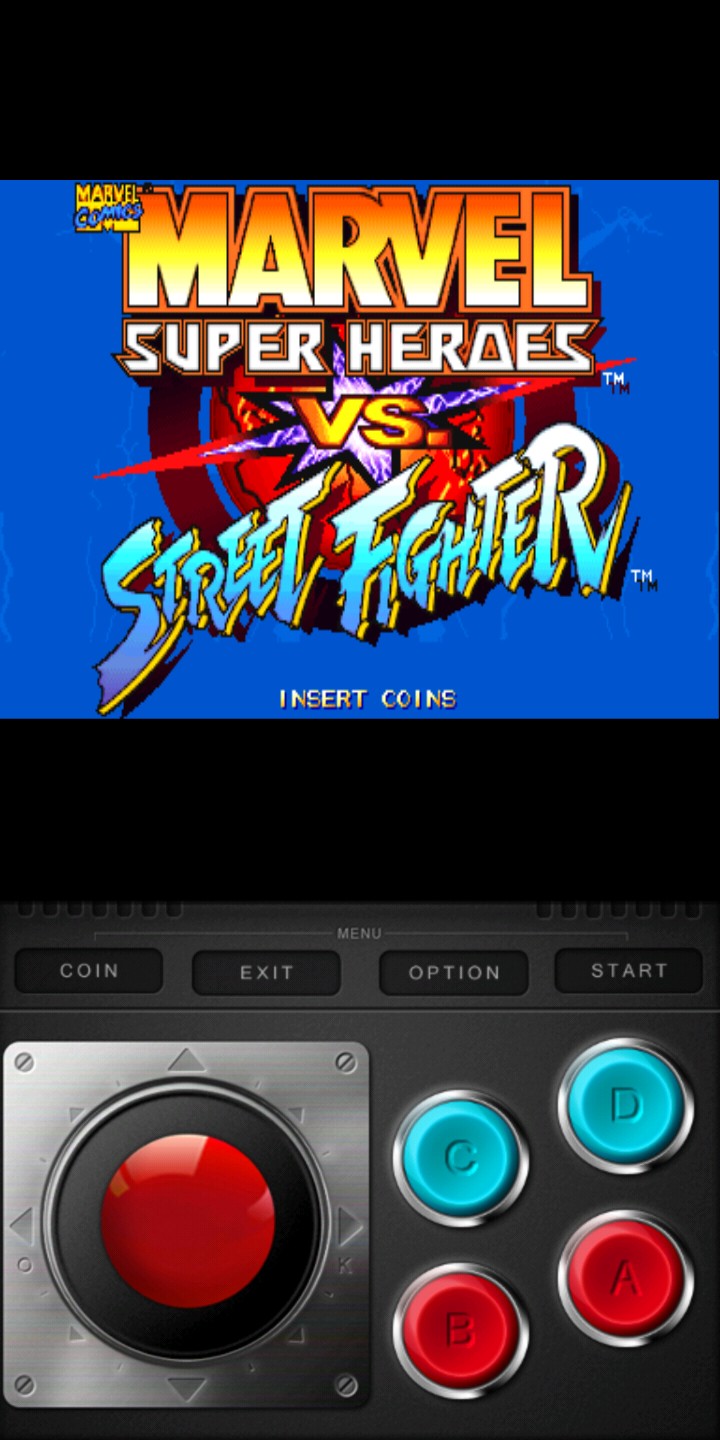 MARVEL
COMICS
MARVEL
SUPER HEROES
TM
VS.
STREET FIGHTER
TM
INSERT COINS
MENU
COIN
EXIT
OPTION
START
D
C
O
K
A
B